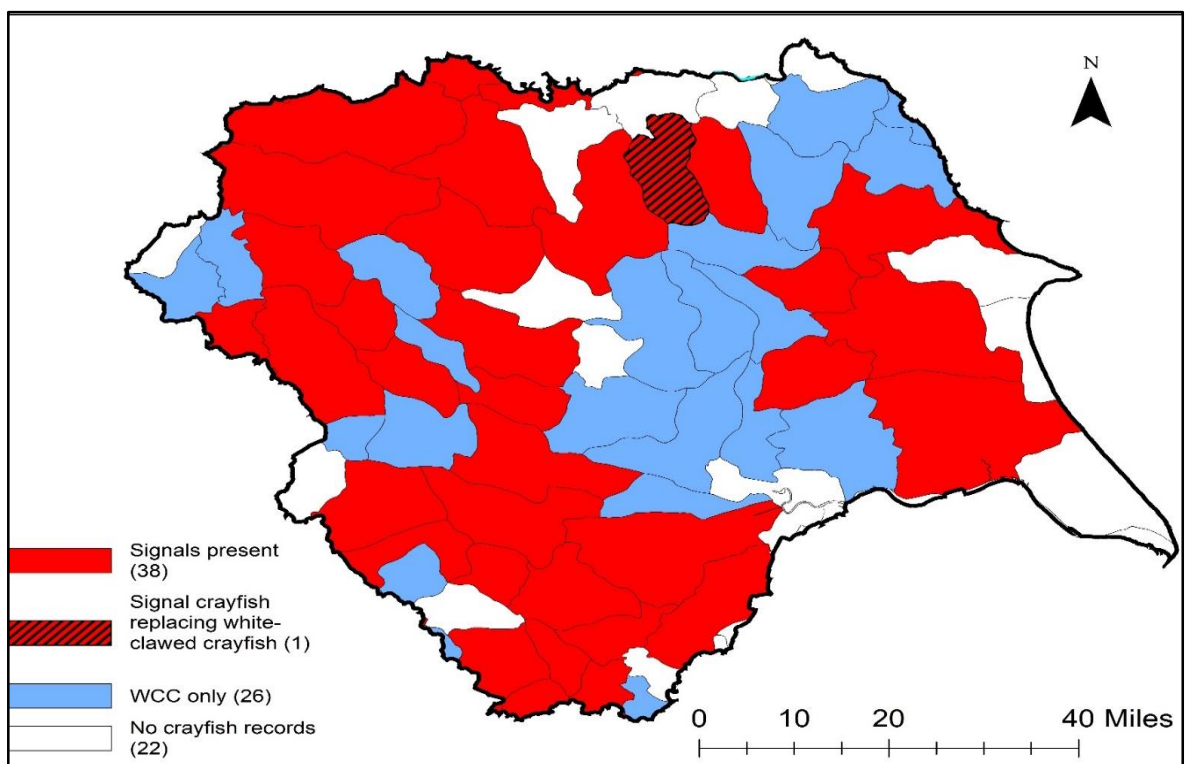 N
Signals present
(38)
Signal crayfish
replacing white-
clawed crayfish (1)
WCC only (26)
No crayfish records
(22)
0 10 20 40 Miles